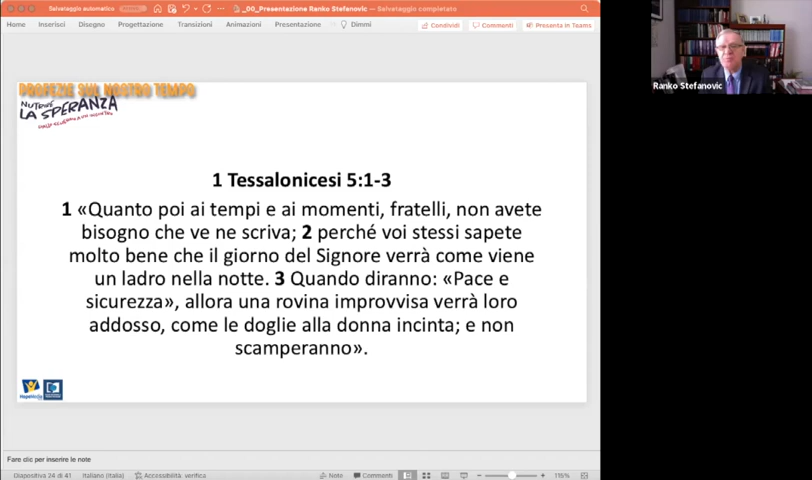 Salvataggio automatico
_00_Presentazione Ranko Stefanovic — Salvataggio completato
Home Inserisci Disegno Progettazione Transizioni Animazioni Presentazione Dimmi Condividi Commenti Presenta in Teams
Ranko Stefanovic
PROFEZIE SUL NOSTRO TEMPO
NUTRIRE
LA SPERANZA
1 Tessalonicesi 5:1-3
1 «Quanto poi ai tempi e ai momenti, fratelli, non avete
bisogno che ve ne scriva; 2 perché voi stessi sapete
molto bene che il giorno del Signore verrà come viene
un ladro nella notte. 3 Quando diranno: «Pace e
sicurezza», allora una rovina improvvisa verrà loro
addosso, come le doglie alla donna incinta; e non
scamperanno».
HopeMedia
Fare clic per inserire le note
Diapositiva 24 di 41 Italiano (Italia) Accessibilità: verifica Note Commenti 115%